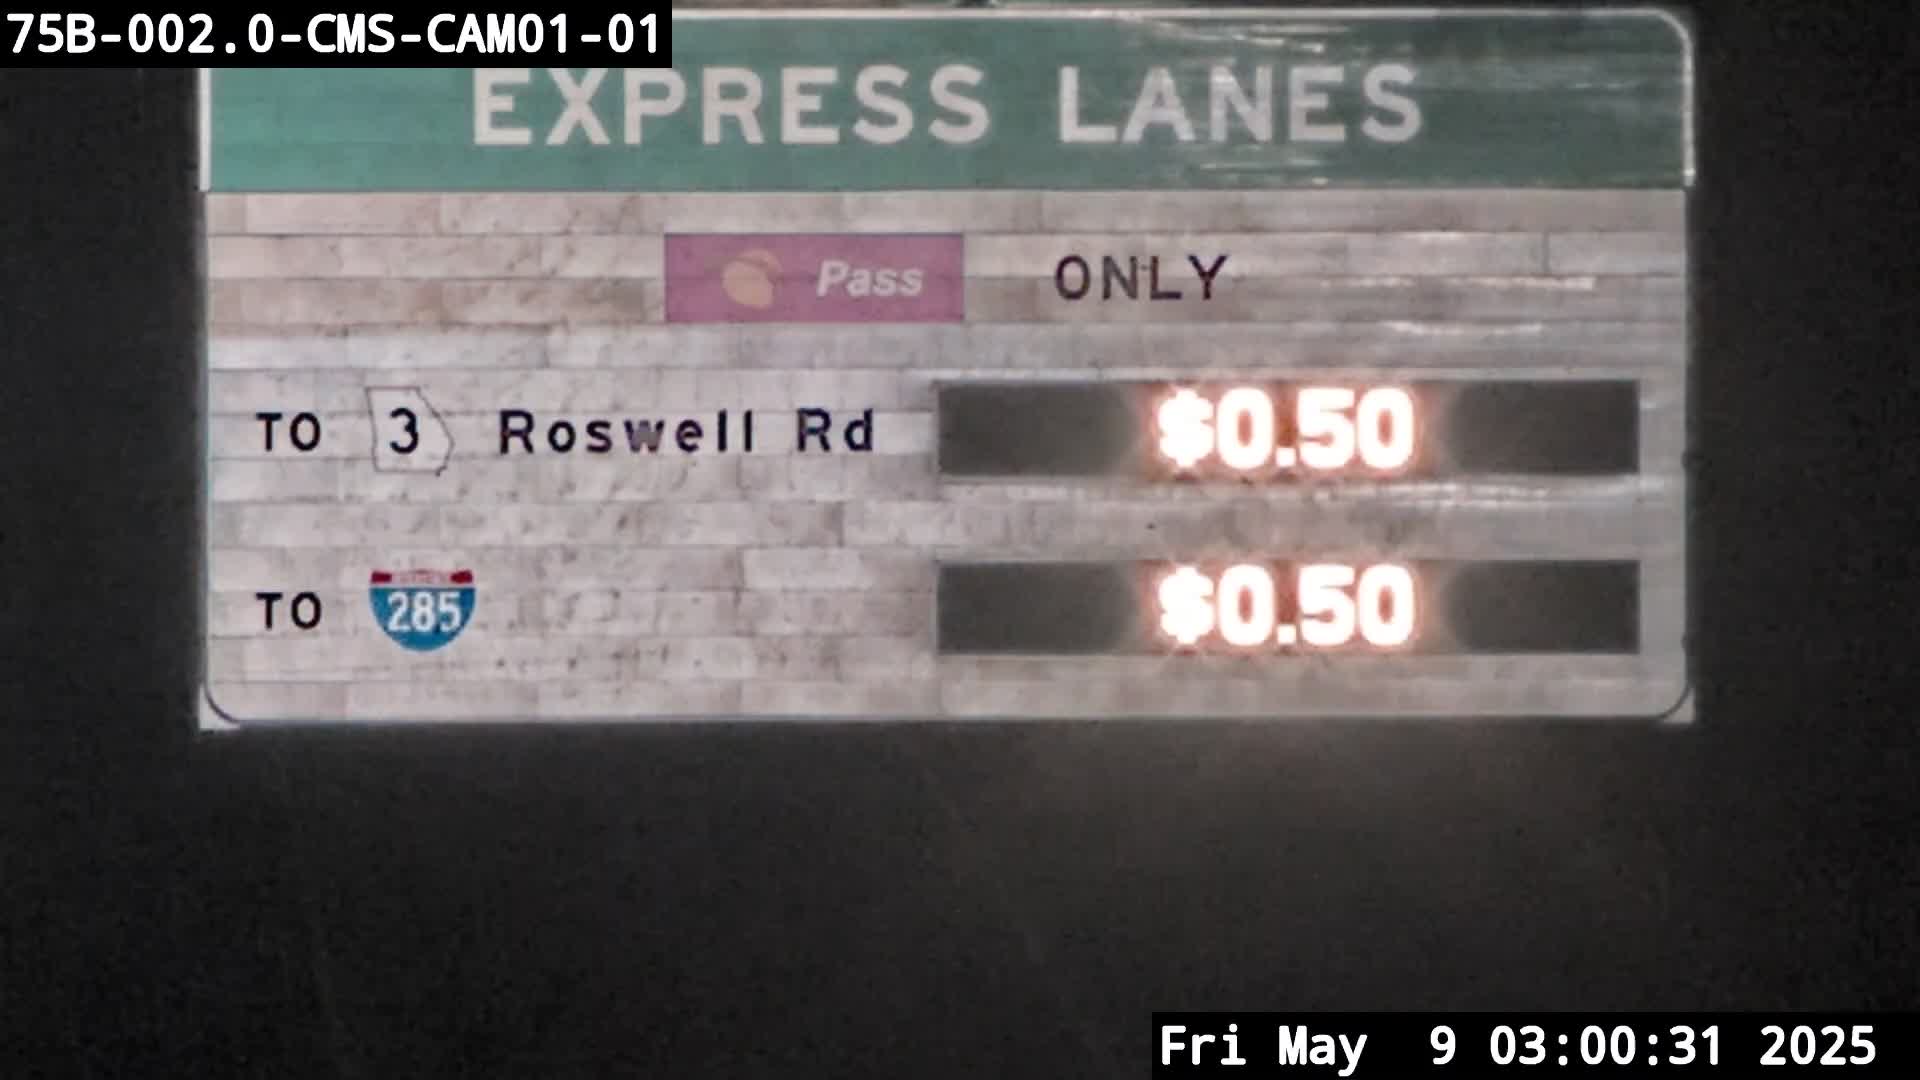 75B-002.0-CMS-CAM01-01
EXPRESS LANES
Pass ONLY
TO 3 Roswell Rd $0.50
TO 285 $0.50
Fri May 9 03:00:31 2025